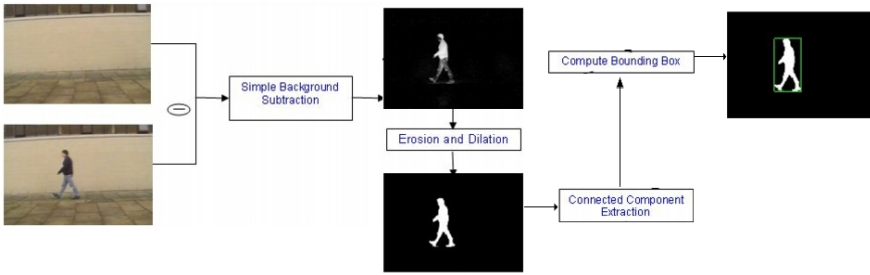 Simple Background
Subtraction
Erosion and Dilation
Connected Component
Extraction
Compute Bounding Box